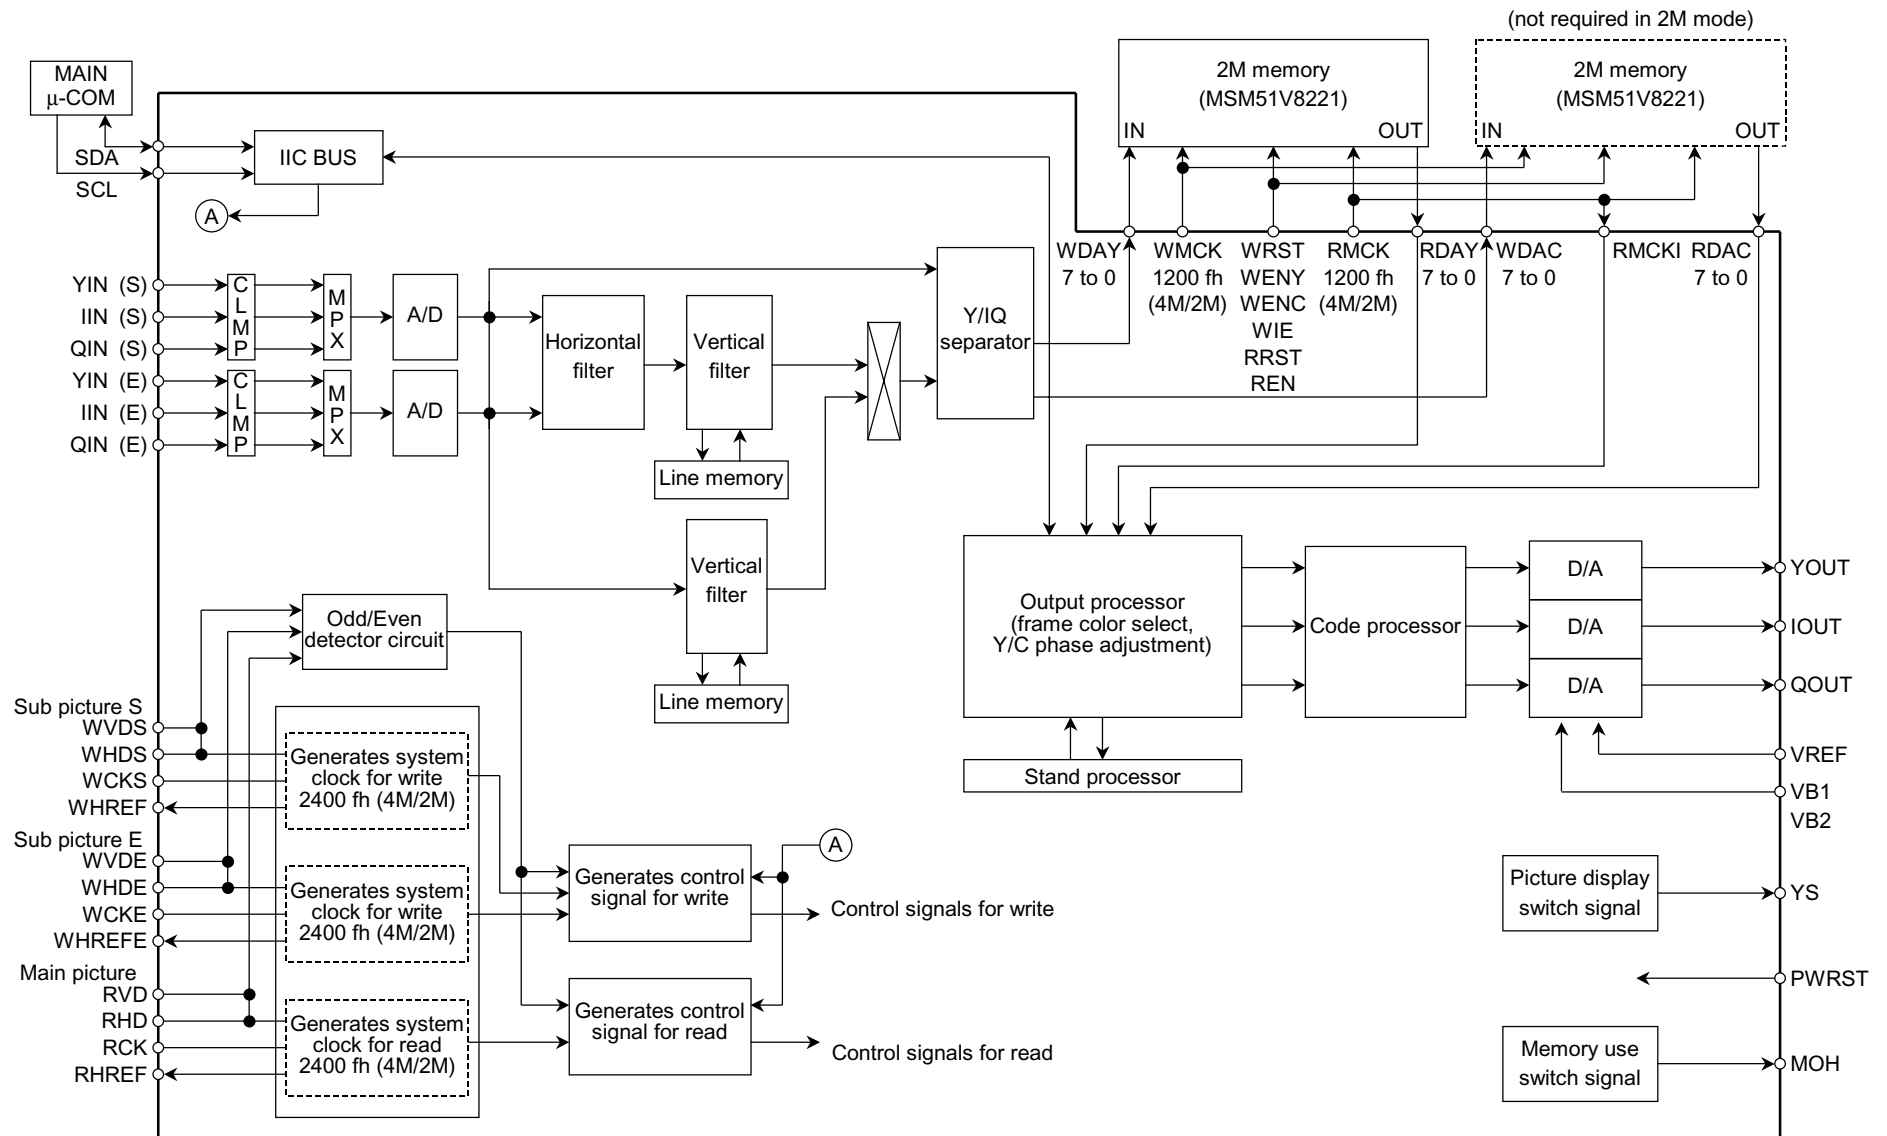 (not required in 2M mode)
MAIN
μ-COM
2M memory
(MSM51V8221)
IN
OUT
2M memory
(MSM51V8221)
IN
OUT
SDA
SCL
IIC BUS
A
WDAY
7 to 0
WMCK
1200 fh
(4M/2M)
WRST
WENY
WENC
WIE
RRST
REN
RMCK
1200 fh
(4M/2M)
RDAY
7 to 0
WDAC
7 to 0
RMCKI
RDAC
7 to 0
YIN (S)
IIN (S)
QIN (S)
YIN (E)
IIN (E)
QIN (E)
CLMP
MPX
A/D
CLMP
MPX
A/D
Horizontal
filter
Vertical
filter
Line memory
Y/IQ
separator
Vertical
filter
Line memory
Output processor
(frame color select,
Y/C phase adjustment)
Stand processor
Code processor
D/A
D/A
D/A
YOUT
IOUT
QOUT
VREF
VB1
VB2
Odd/Even
detector circuit
Sub picture S
WVDS
WHDS
WCKS
WHREF
Sub picture E
WVDE
WHDE
WCKE
WHREFE
Main picture
RVD
RHD
RCK
RHREF
Generates system
clock for write
2400 fh (4M/2M)
Generates system
clock for write
2400 fh (4M/2M)
Generates system
clock for read
2400 fh (4M/2M)
A
Generates control
signal for write
Control signals for write
Generates control
signal for read
Control signals for read
Picture display
switch signal
YS
PWRST
Memory use
switch signal
MOH